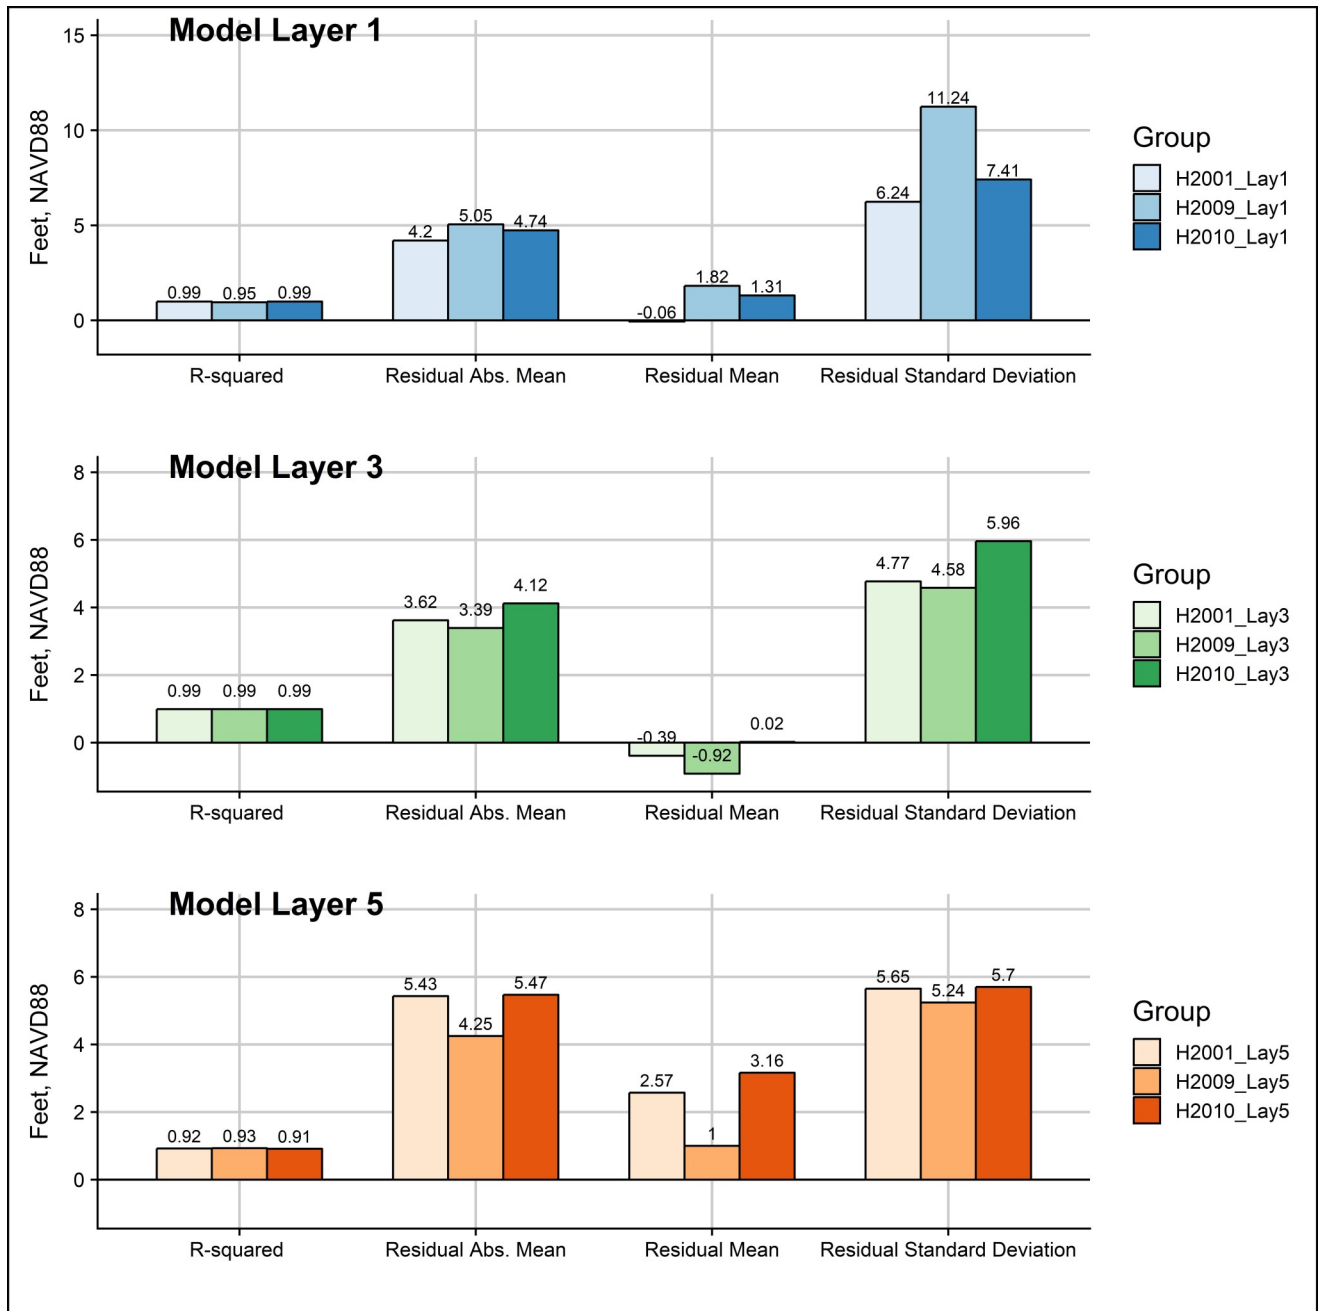 Model Layer 1
15
10
5
0
Feet, NAVD88
0.99 0.95 0.99
4.2 5.05 4.74
-0.06 1.82 1.31
6.24 11.24 7.41
R-squared Residual Abs. Mean Residual Mean Residual Standard Deviation
Group
H2001_Lay1
H2009_Lay1
H2010_Lay1
Model Layer 3
8
6
4
2
0
Feet, NAVD88
0.99 0.99 0.99
3.62 3.39 4.12
-0.39 -0.92 0.02
4.77 4.58 5.96
R-squared Residual Abs. Mean Residual Mean Residual Standard Deviation
Group
H2001_Lay3
H2009_Lay3
H2010_Lay3
Model Layer 5
8
6
4
2
0
Feet, NAVD88
0.92 0.93 0.91
5.43 4.25 5.47
2.57 1 3.16
5.65 5.24 5.7
R-squared Residual Abs. Mean Residual Mean Residual Standard Deviation
Group
H2001_Lay5
H2009_Lay5
H2010_Lay5